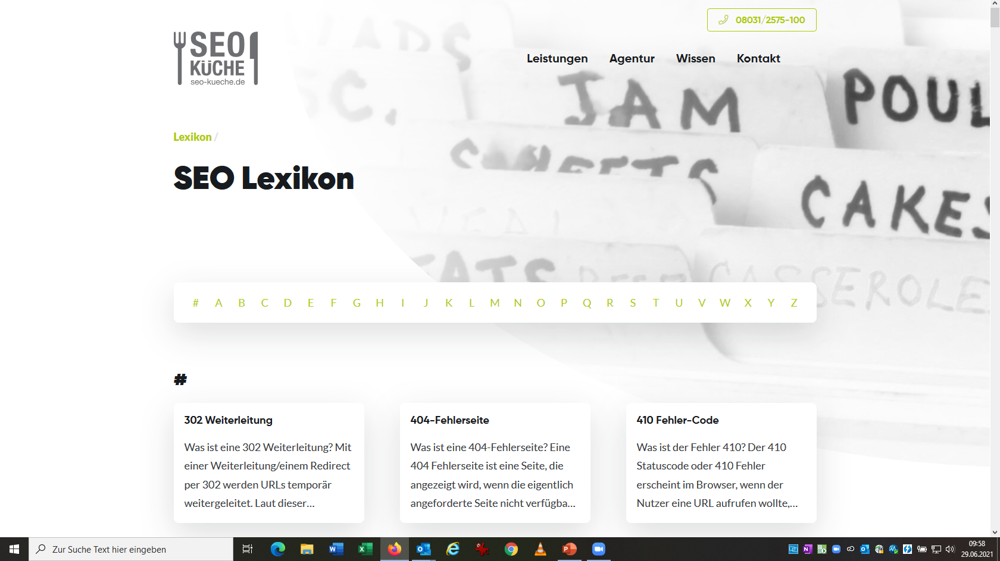 08031/2575-100
SEO
KÜCHE
seo-kueche.de
Leistungen Agentur Wissen Kontakt
C.
JAM
POUL
Lexikon /
SEO Lexikon
CAKES
CASSEROLE
# A B C D E F G H I J K L M N O P Q R S T U V W X Y Z
#
302 Weiterleitung
Was ist eine 302 Weiterleitung? Mit
einer Weiterleitung/einem Redirect
per 302 werden URLs temporär
weitergeleitet. Laut dieser...
404-Fehlerseite
Was ist eine 404-Fehlerseite? Eine
404 Fehlerseite ist eine Seite, die
angezeigt wird, wenn die eigentlich
angeforderte Seite nicht verfügba...
410 Fehler-Code
Was ist der Fehler 410? Der 410
Statuscode oder 410 Fehler
erscheint im Browser, wenn der
Nutzer eine URL aufrufen wollte,...
Zur Suche Text hier eingeben
09:58
29.06.2021